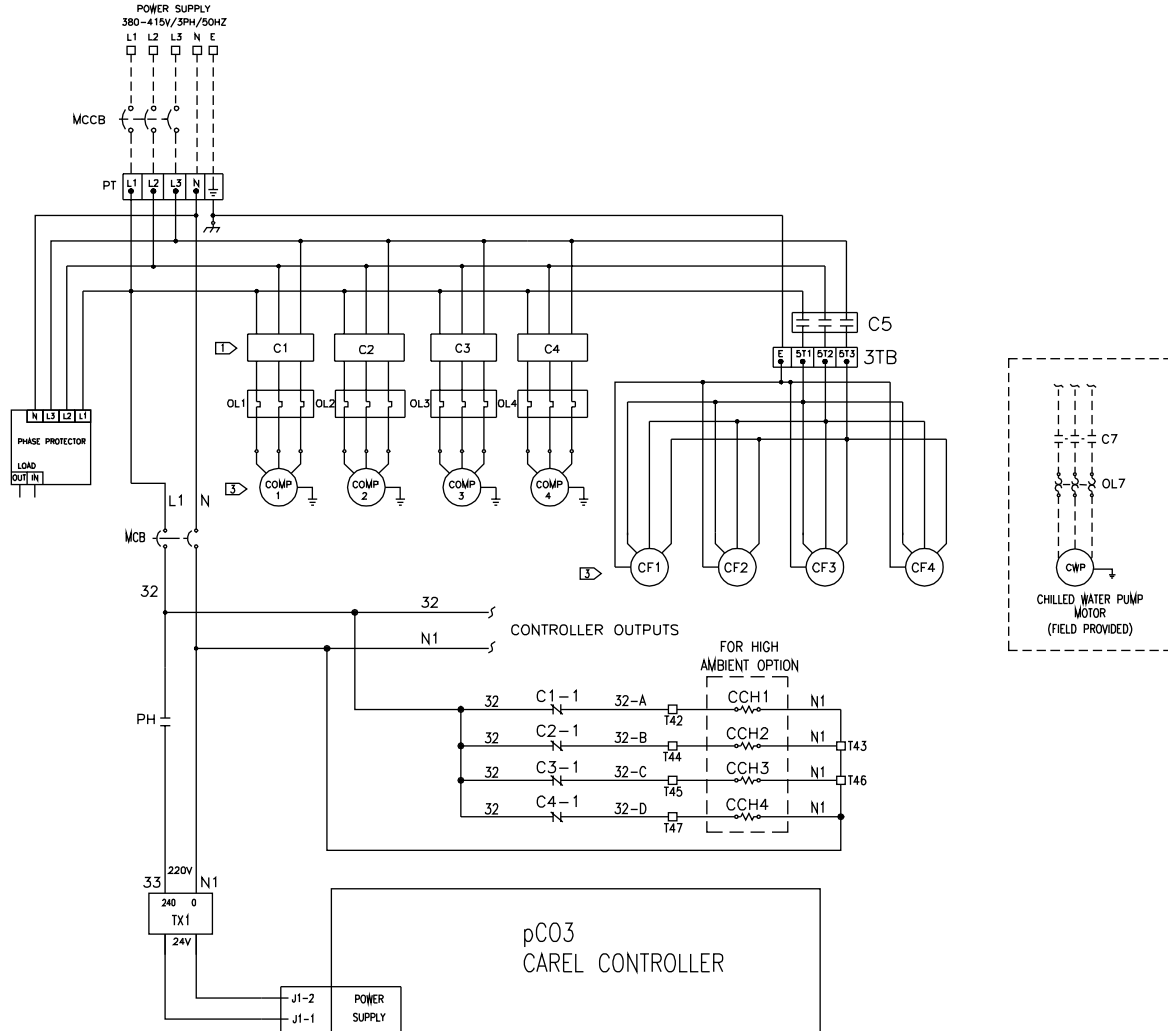 POWER SUPPLY
380-415V/3PH/50HZ
L1 L2 L3 N E
MCCB
PT L1 L2 L3 N
C5
E 5T1 5T2 5T3 3TB
1 C1 C2 C3 C4
OL1 OL2 OL3 OL4
N L3 L2 L1
PHASE PROTECTOR
LOAD
OUT IN
3 COMP 1 COMP 2 COMP 3 COMP 4
L1 N
MCB
3 CF1 CF2 CF3 CF4
C7
OL7
CWP
CHILLED WATER PUMP
MOTOR
(FIELD PROVIDED)
32
32
N1
CONTROLLER OUTPUTS
FOR HIGH
AMBIENT OPTION
PH
32 C1-1 32-A T42 CCH1 N1
32 C2-1 32-B T44 CCH2 N1 T43
32 C3-1 32-C T45 CCH3 N1 T46
32 C4-1 32-D T47 CCH4 N1
220V
33 N1
240 0
TX1
24V
pCO3
CAREL CONTROLLER
J1-2 POWER
J1-1 SUPPLY